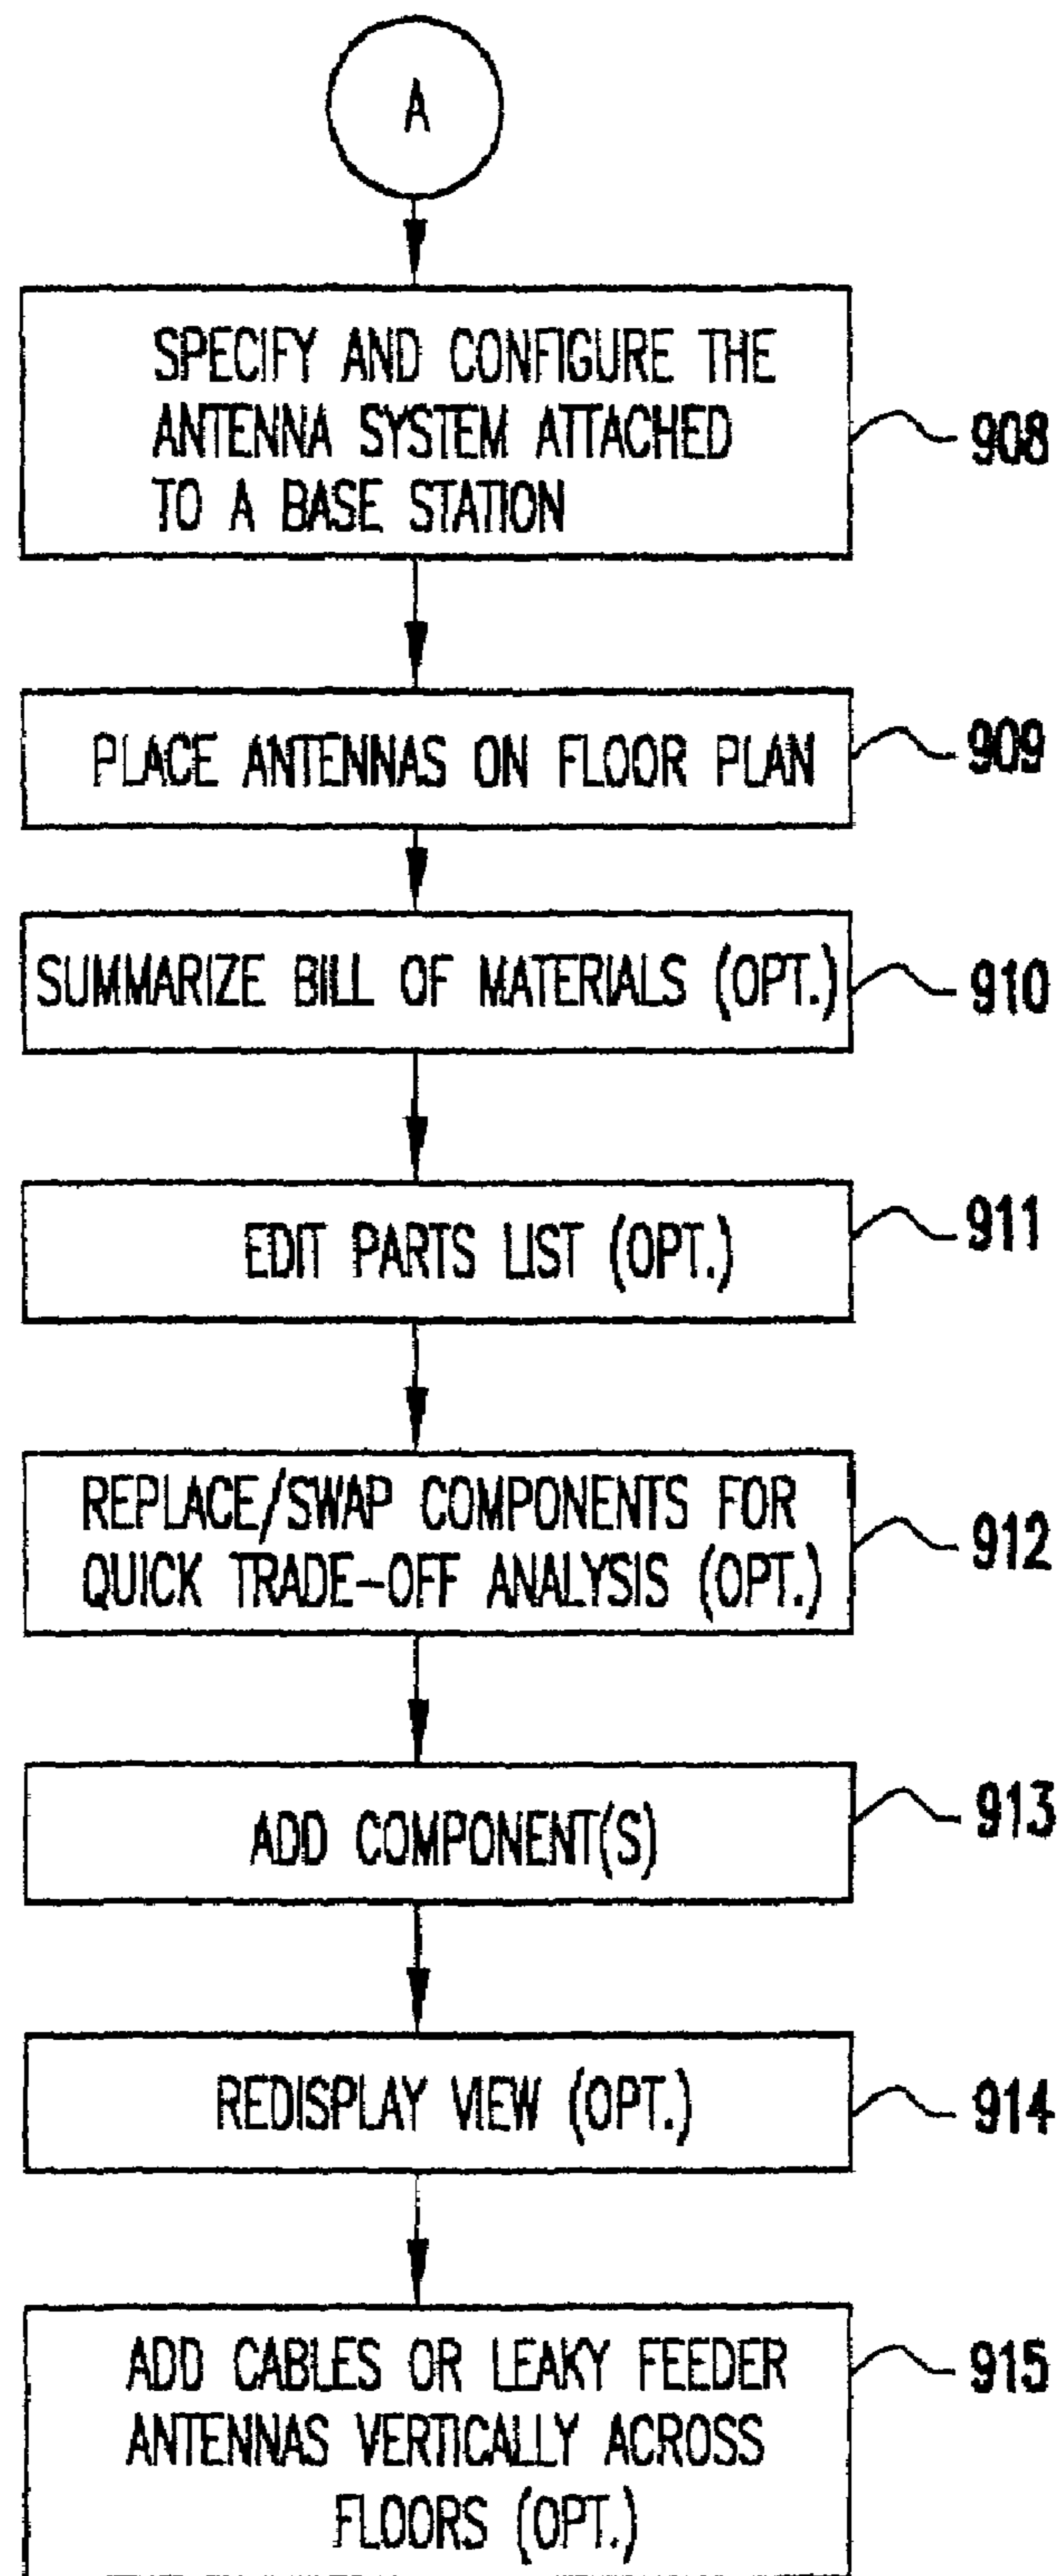 A
SPECIFY AND CONFIGURE THE
ANTENNA SYSTEM ATTACHED
TO A BASE STATION
908
PLACE ANTENNAS ON FLOOR PLAN
909
SUMMARIZE BILL OF MATERIALS (OPT.)
910
EDIT PARTS LIST (OPT.)
911
REPLACE/SWAP COMPONENTS FOR
QUICK TRADE-OFF ANALYSIS (OPT.)
912
ADD COMPONENT(S)
913
REDISPLAY VIEW (OPT.)
914
ADD CABLES OR LEAKY FEEDER
ANTENNAS VERTICALLY ACROSS
FLOORS (OPT.)
915